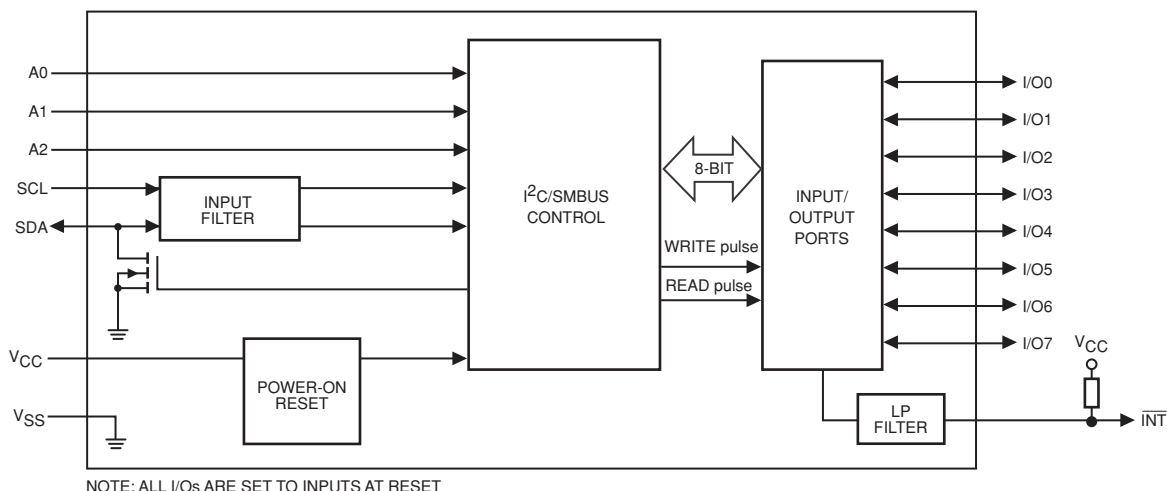 A0
A1
A2
SCL
SDA
VCC
VSS
INPUT
FILTER
POWER-ON
RESET
I²C/SMBUS
CONTROL
8-BIT
WRITE pulse
READ pulse
INPUT/
OUTPUT
PORTS
LP
FILTER
I/O0
I/O1
I/O2
I/O3
I/O4
I/O5
I/O6
I/O7
VCC
INT
NOTE: ALL I/Os ARE SET TO INPUTS AT RESET